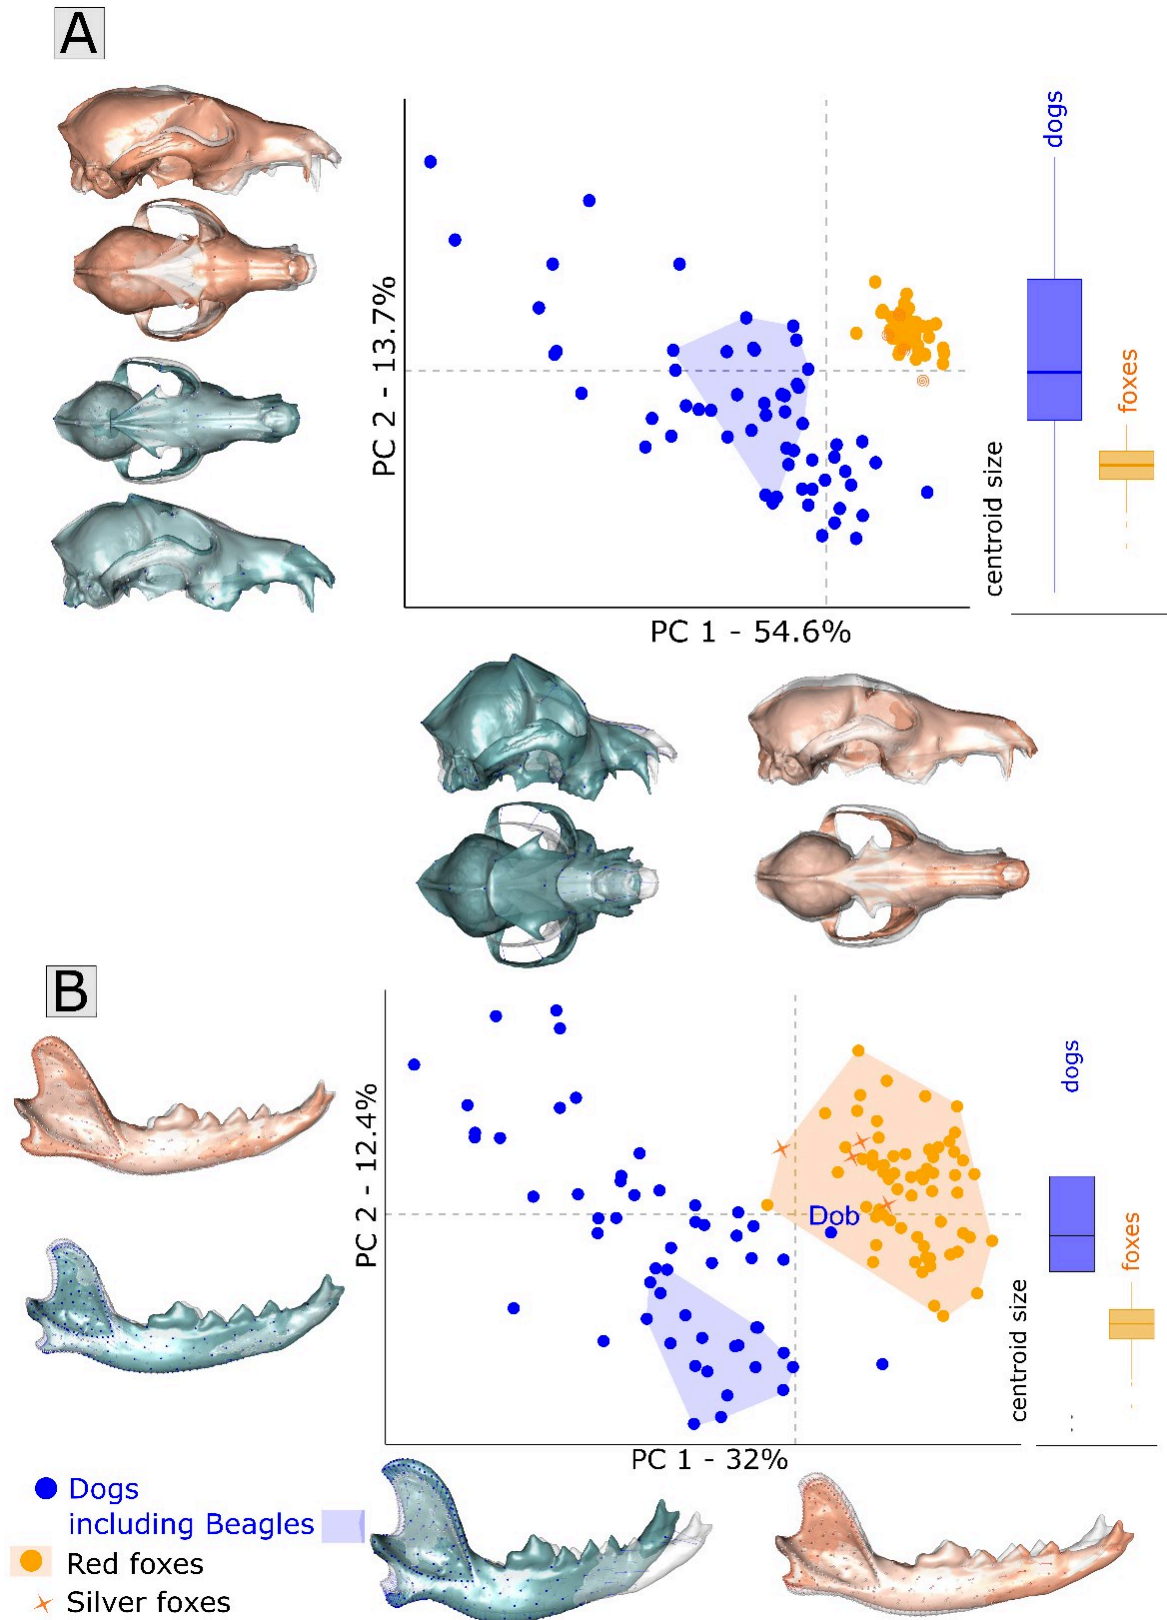 A
dogs
PC 2 - 13.7%
foxes
centroid size
PC 1 - 54.6%
B
dogs
PC 2 - 12.4%
Dob
foxes
centroid size
PC 1 - 32%
Dogs
including Beagles
Red foxes
Silver foxes